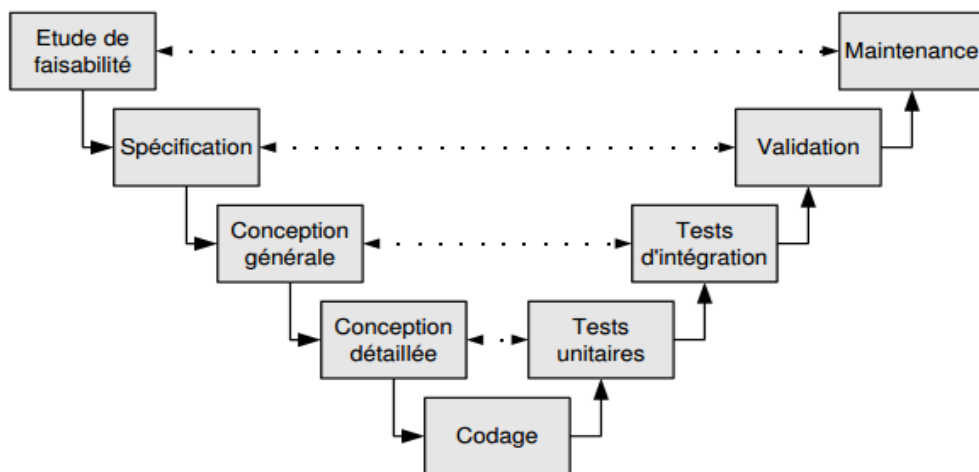 Etude de
faisabilité
Maintenance
Spécification
Validation
Conception
générale
Tests
d'intégration
Conception
détaillée
Tests
unitaires
Codage